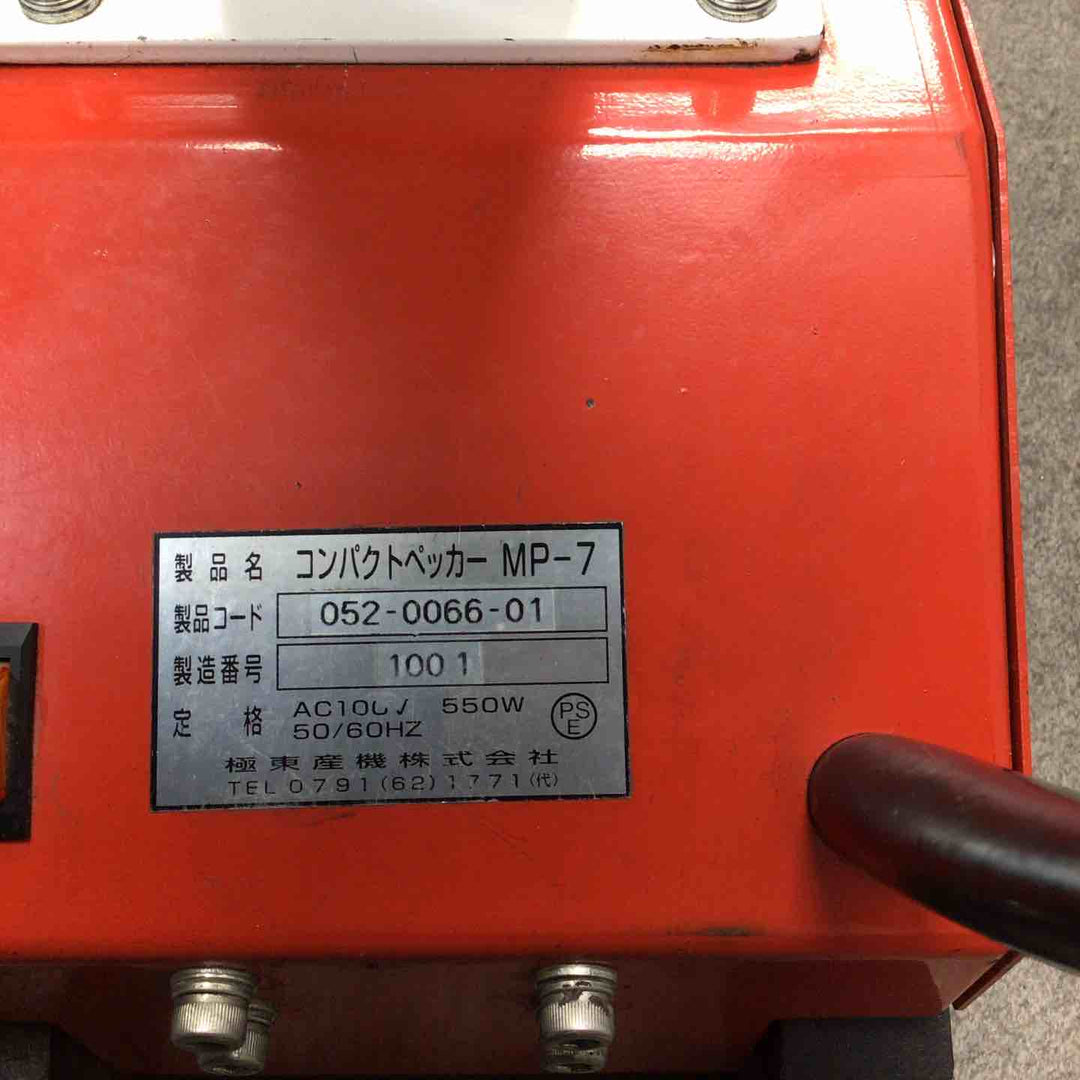 製品名 コンパクトペッカー MP-7
製品コード 052-0066-01
製造番号 1001
定格 AC100V 550W
50/60HZ
PSE
極東産機株式会社
TEL 0791(62)1771(代)